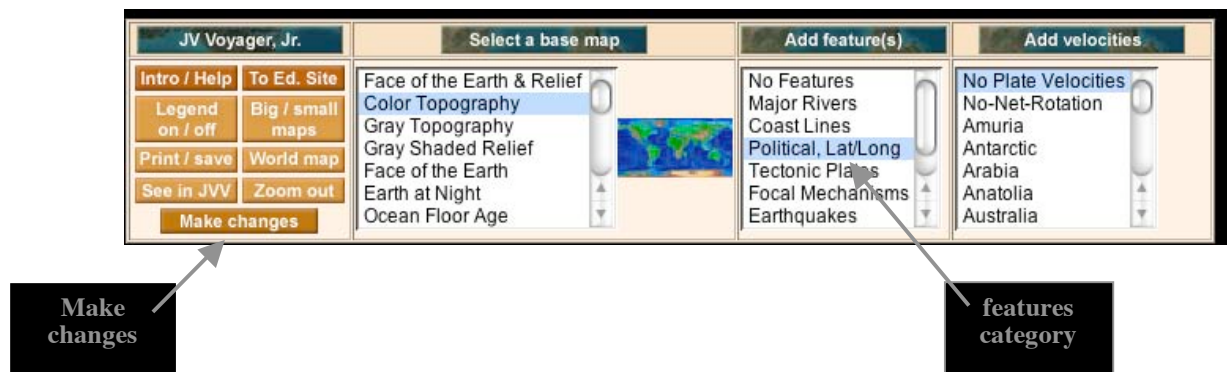 JV Voyager, Jr.
Select a base map
Add feature(s)
Add velocities
Intro / Help
To Ed. Site
Legend
on / off
Big / small
maps
Print / save
World map
See in JVV
Zoom out
Make changes
Face of the Earth & Relief
Color Topography
Gray Topography
Gray Shaded Relief
Face of the Earth
Earth at Night
Ocean Floor Age
No Features
Major Rivers
Coast Lines
Political, Lat/Long
Tectonic Plates
Focal Mechanisms
Earthquakes
No Plate Velocities
No-Net-Rotation
Amuria
Antarctic
Arabia
Anatolia
Australia
Make
changes
features
category